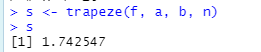 > s <- trapeze(f, a, b, n)
> s
[1] 1.742547